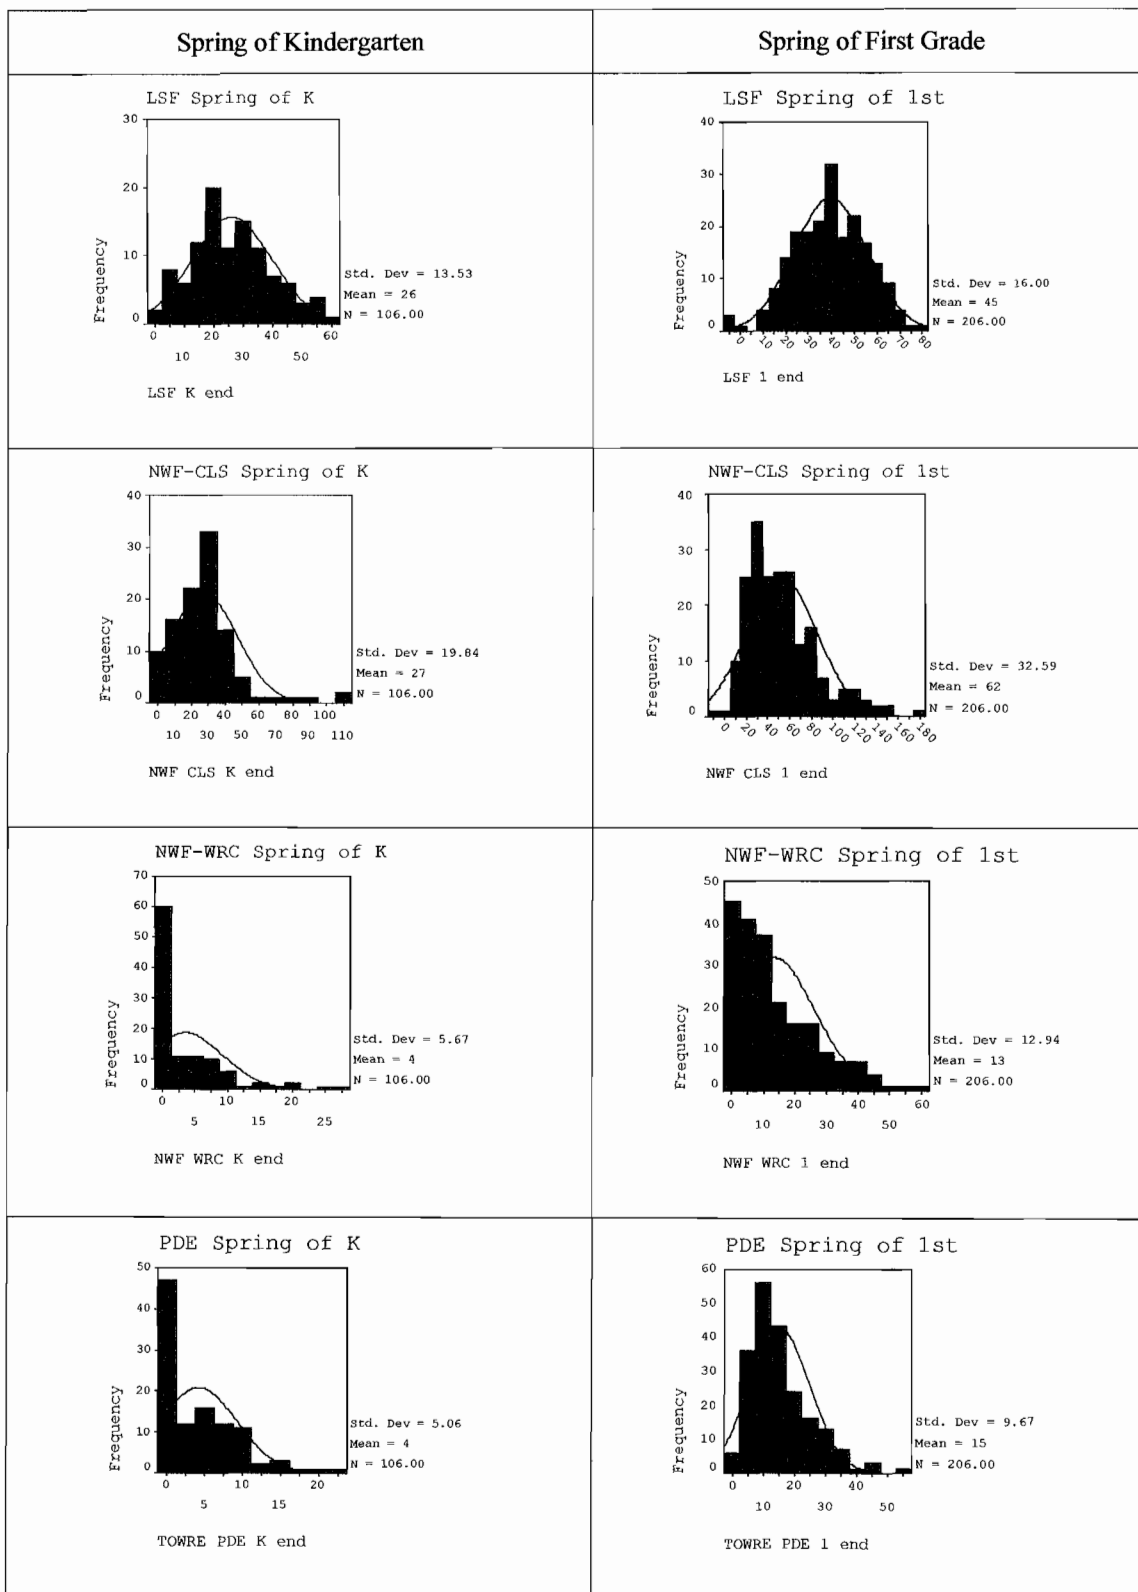 Spring of Kindergarten
Spring of First Grade
LSF Spring of K
30
20
10
0
Frequency
0 20 40 60
10 30 50
Std. Dev = 13.53
Mean = 26
N = 106.00
LSF K end
LSF Spring of 1st
40
30
20
10
0
Frequency
0 10 20 30 40 50 60 70 80
Std. Dev = 16.00
Mean = 45
N = 206.00
LSF 1 end
NWF-CLS Spring of K
40
30
20
10
0
Frequency
0 20 40 60 80 100
10 30 50 70 90 110
Std. Dev = 19.84
Mean = 27
N = 106.00
NWF CLS K end
NWF-CLS Spring of 1st
40
30
20
10
0
Frequency
0 20 40 60 80 100 120 140 160 180
Std. Dev = 32.59
Mean = 62
N = 206.00
NWF CLS 1 end
NWF-WRC Spring of K
70
60
50
40
30
20
10
0
Frequency
0 10 20
5 15 25
Std. Dev = 5.67
Mean = 4
N = 106.00
NWF WRC K end
NWF-WRC Spring of 1st
50
40
30
20
10
0
Frequency
0 20 40 60
10 30 50
Std. Dev = 12.94
Mean = 13
N = 206.00
NWF WRC 1 end
PDE Spring of K
50
40
30
20
10
0
Frequency
0 10 20
5 15
Std. Dev = 5.06
Mean = 4
N = 106.00
TOWRE PDE K end
PDE Spring of 1st
60
50
40
30
20
10
0
Frequency
0 20 40
10 30 50
Std. Dev = 9.67
Mean = 15
N = 206.00
TOWRE PDE 1 end